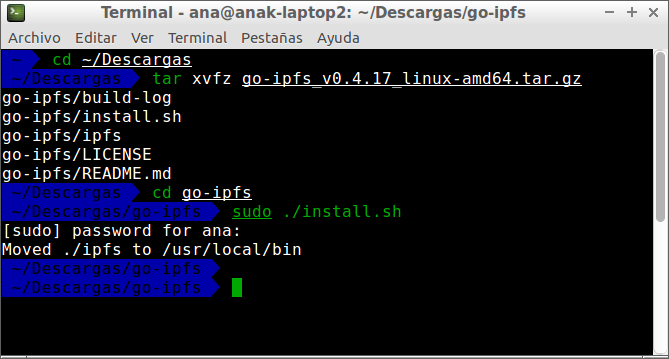 Terminal - ana@anak-laptop2: ~/Descargas/go-ipfs
Archivo Editar Ver Terminal Pestañas Ayuda
~ cd ~/Descargas
~/Descargas tar xvfz go-ipfs_v0.4.17_linux-amd64.tar.gz
go-ipfs/build-log
go-ipfs/install.sh
go-ipfs/ipfs
go-ipfs/LICENSE
go-ipfs/README.md
~/Descargas cd go-ipfs
~/Descargas/go-ipfs sudo ./install.sh
[sudo] password for ana:
Moved ./ipfs to /usr/local/bin
~/Descargas/go-ipfs
~/Descargas/go-ipfs